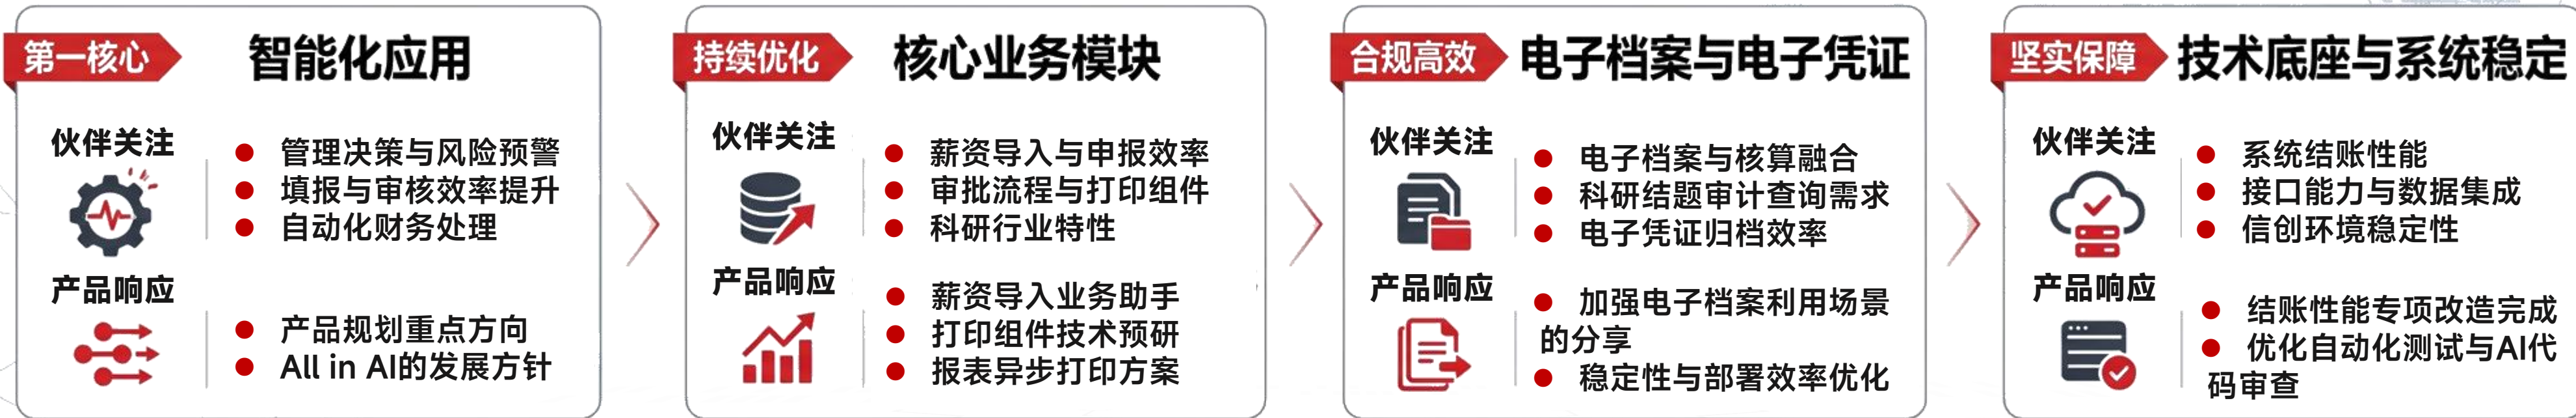 第一核心
智能化应用
伙伴关注
管理决策与风险预警
填报与审核效率提升
自动化财务处理
产品响应
产品规划重点方向
All in AI的发展方针
持续优化
核心业务模块
伙伴关注
薪资导入与申报效率
审批流程与打印组件
科研行业特性
产品响应
薪资导入业务助手
打印组件技术预研
报表异步打印方案
合规高效
电子档案与电子凭证
伙伴关注
电子档案与核算融合
科研结题审计查询需求
电子凭证归档效率
产品响应
加强电子档案利用场景
的分享
稳定性与部署效率优化
坚实保障
技术底座与系统稳定
伙伴关注
系统结账性能
接口能力与数据集成
信创环境稳定性
产品响应
结账性能专项改造完成
优化自动化测试与AI代
码审查